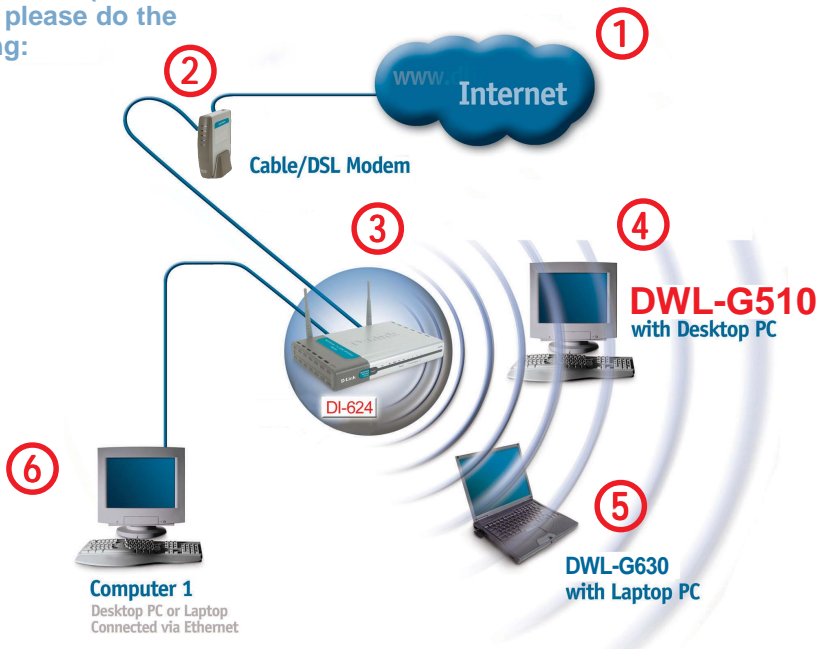 please do the
ng:
1
2
www.d
Internet
Cable/DSL Modem
3
4
DWL-G510
with Desktop PC
D-Link
D-Link
DI-624
6
5
DWL-G630
with Laptop PC
Computer 1
Desktop PC or Laptop
Connected via Ethernet